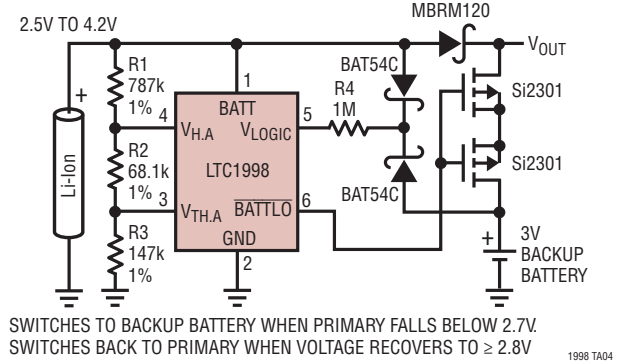 MBRM120
2.5V TO 4.2V
VOUT
R1
787k
1%
BAT54C
Si2301
1
R4
1M
+
BATT
4
VH.A
VLOGIC
5
R2
68.1k
1%
LTC1998
Li-Ion
Si2301
3
VTH.A
BATTLO
6
BAT54C
R3
147k
1%
GND
2
+
3V
BACKUP
BATTERY
SWITCHES TO BACKUP BATTERY WHEN PRIMARY FALLS BELOW 2.7V.
SWITCHES BACK TO PRIMARY WHEN VOLTAGE RECOVERS TO ≥ 2.8V
1998 TA04